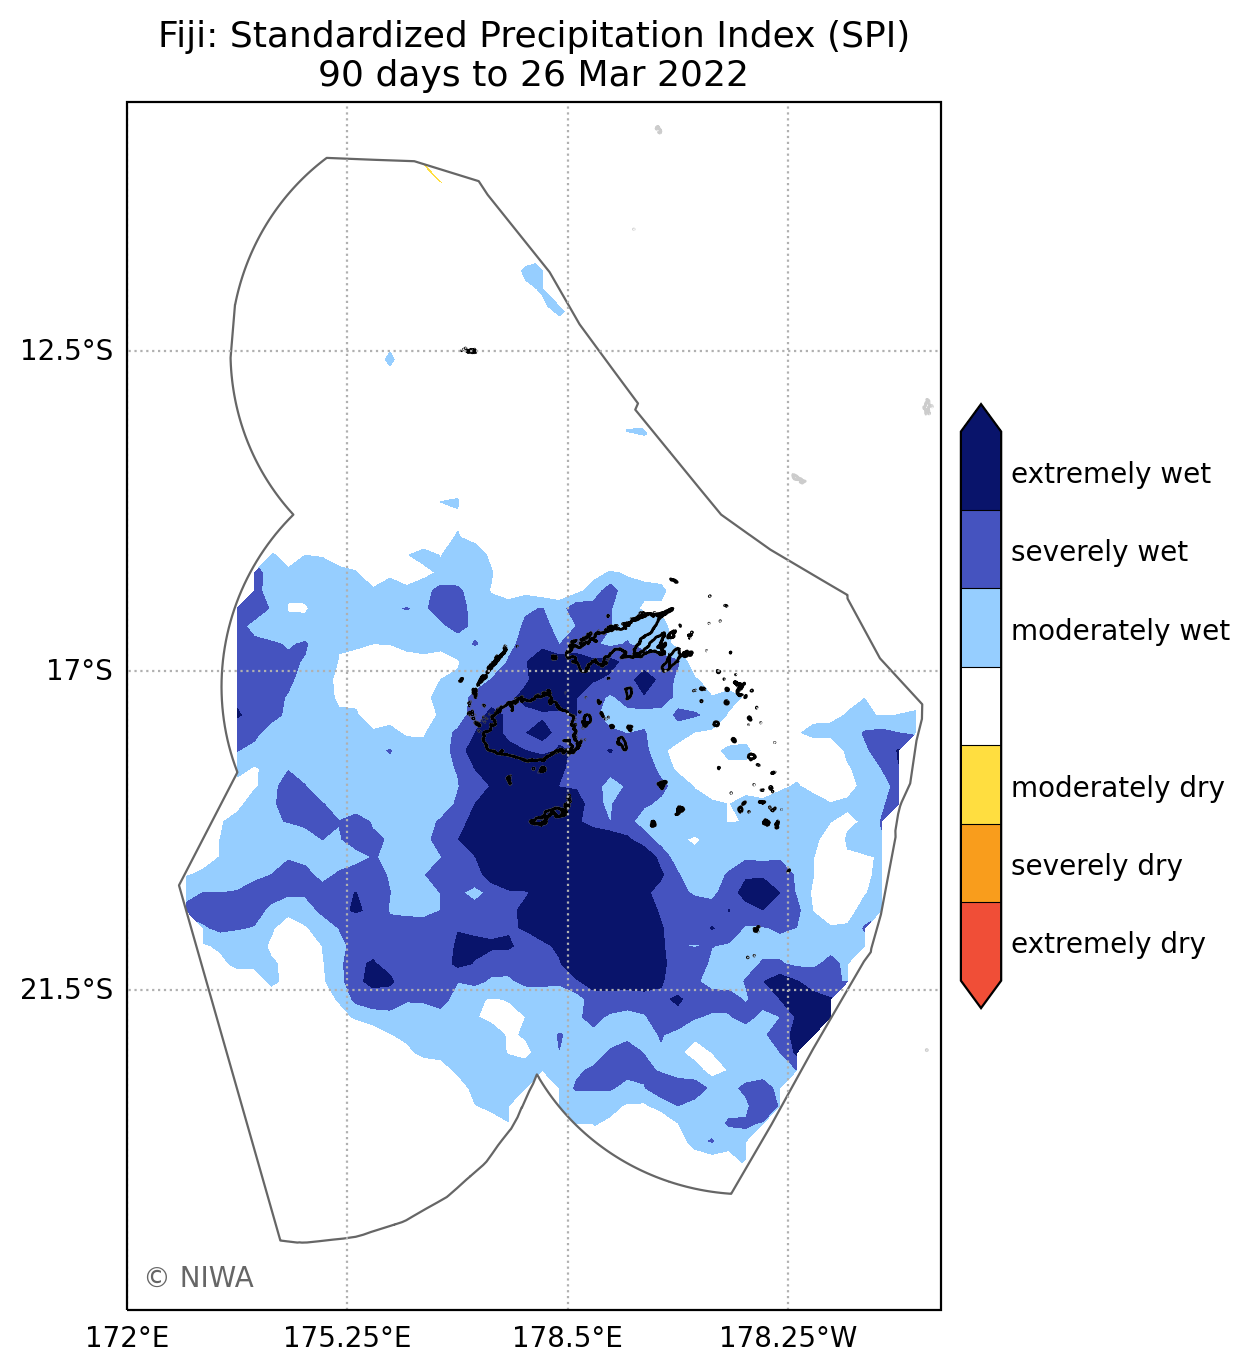 Fiji: Standardized Precipitation Index (SPI)
90 days to 26 Mar 2022
12.5°S
17°S
21.5°S
172°E
175.25°E
178.5°E
178.25°W
© NIWA
extremely wet
severely wet
moderately wet
moderately dry
severely dry
extremely dry